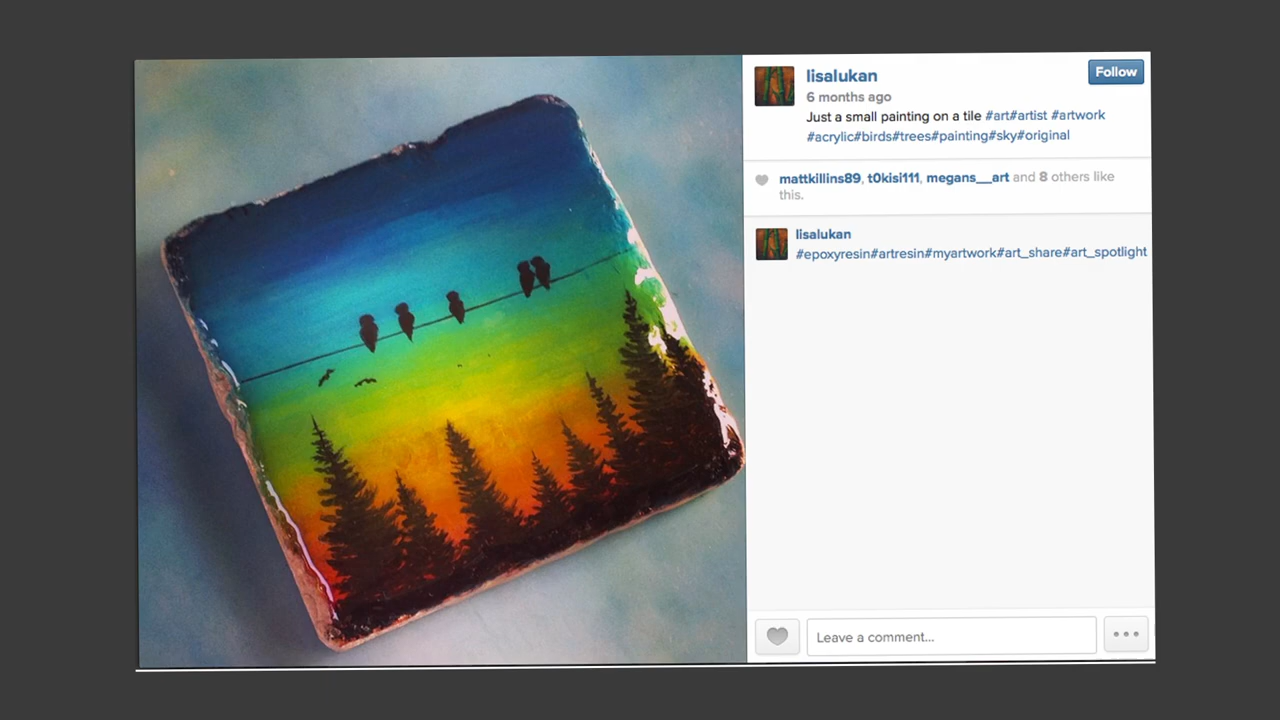 lisalukan
Follow
6 months ago
Just a small painting on a tile #art#artist #artwork
#acrylic#birds#trees#painting#sky#original
mattkillins89, t0kisi111, megans__art and 8 others like
this.
lisalukan
#epoxyresin#artresin#myartwork#art_share#art_spotlight
Leave a comment...